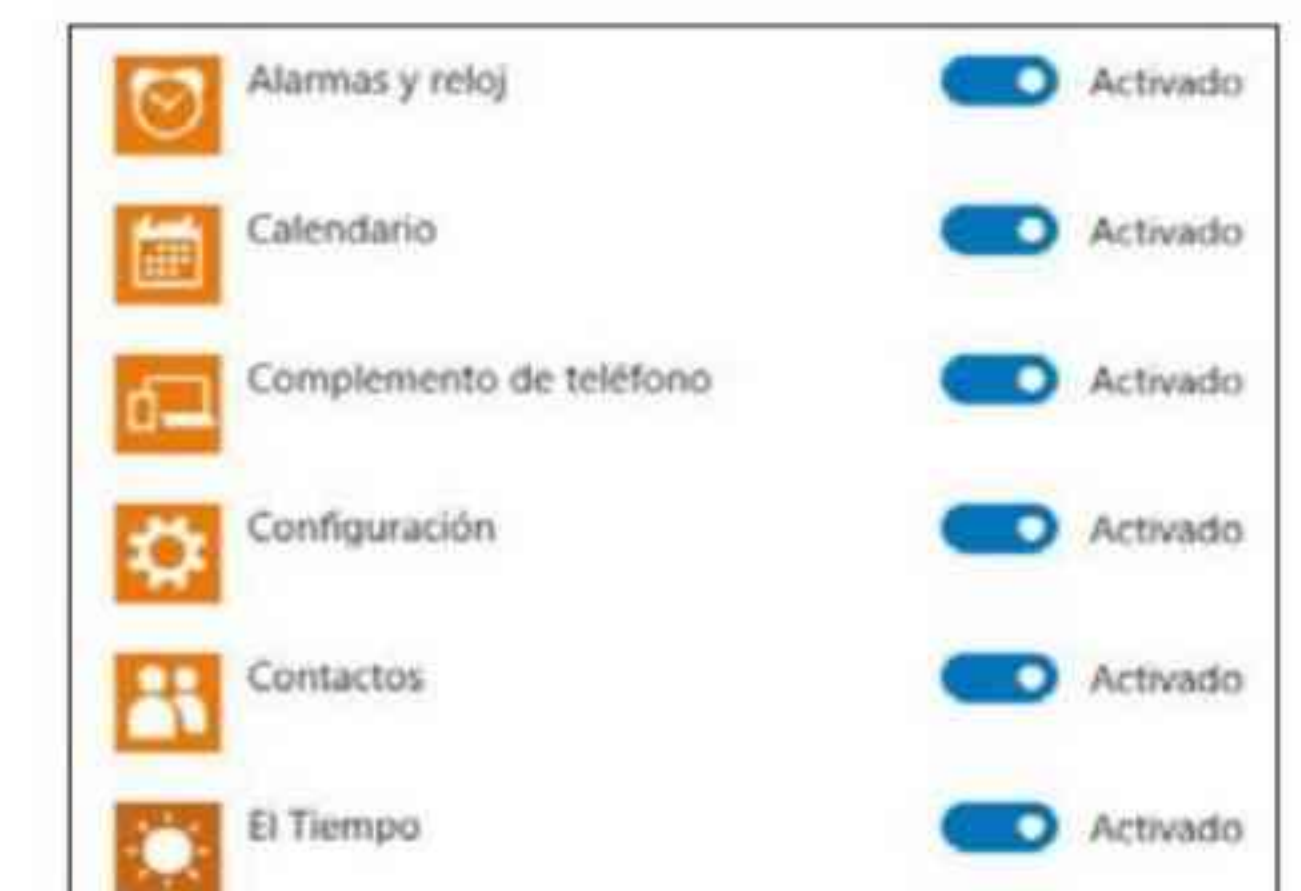 Alarmas y reloj Activado
Calendario Activado
Complemento de teléfono Activado
Configuración Activado
Contactos Activado
El Tiempo Activado